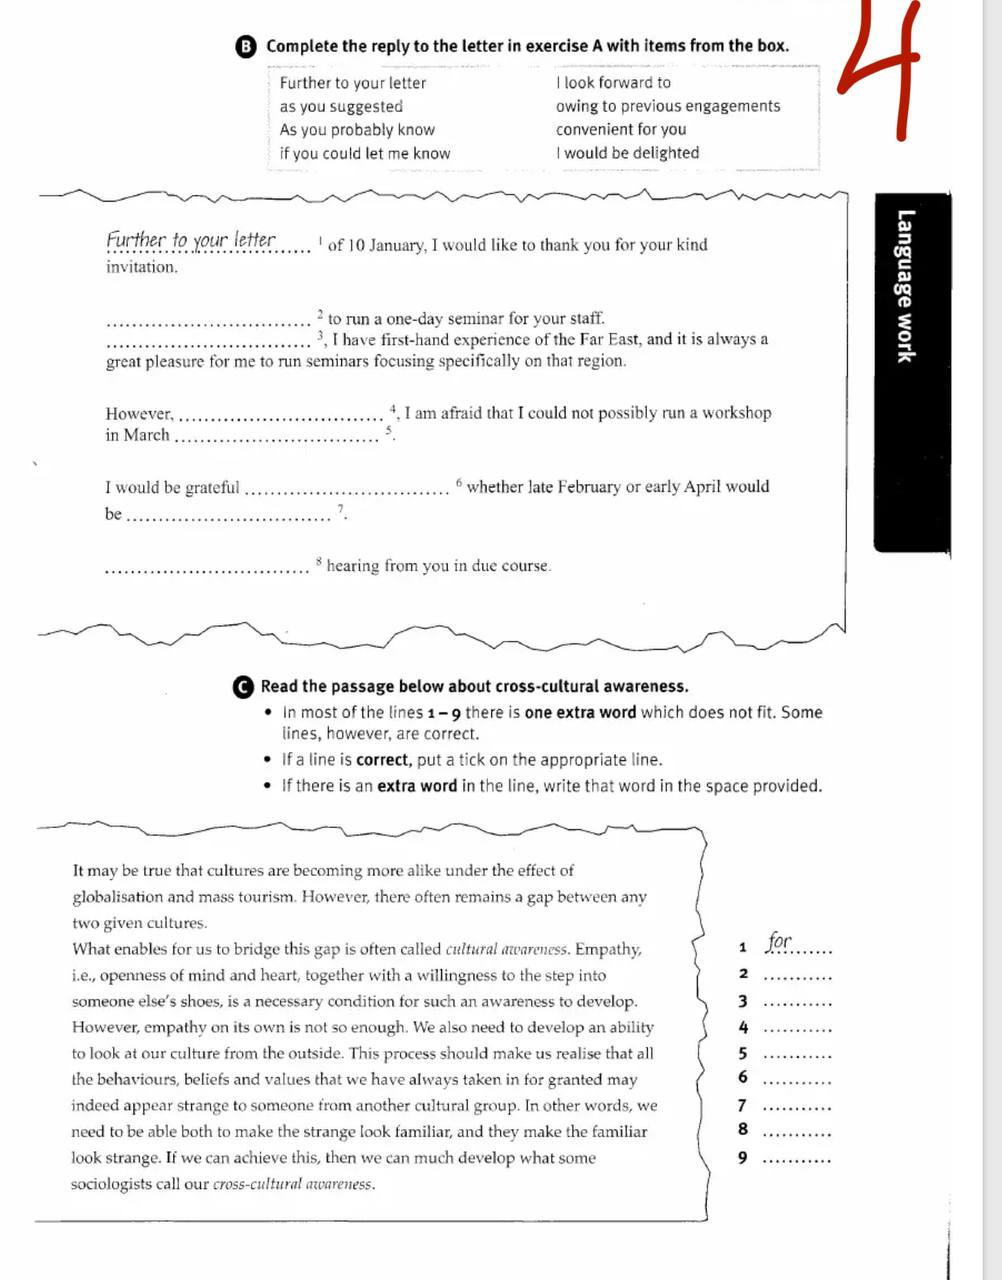 4
B Complete the reply to the letter in exercise A with items from the box.
Further to your letter I look forward to
as you suggested owing to previous engagements
As you probably know convenient for you
if you could let me know I would be delighted
Language work
Further to your letter...... 1 of 10 January, I would like to thank you for your kind
invitation.
................................ 2 to run a one-day seminar for your staff.
................................ 3, I have first-hand experience of the Far East, and it is always a
great pleasure for me to run seminars focusing specifically on that region.
However, ................................ 4, I am afraid that I could not possibly run a workshop
in March ................................ 5.
I would be grateful ................................ 6 whether late February or early April would
be ................................ 7.
................................ 8 hearing from you in due course.
C Read the passage below about cross-cultural awareness.
• In most of the lines 1 – 9 there is one extra word which does not fit. Some
lines, however, are correct.
• If a line is correct, put a tick on the appropriate line.
• If there is an extra word in the line, write that word in the space provided.
It may be true that cultures are becoming more alike under the effect of
globalisation and mass tourism. However, there often remains a gap between any
two given cultures.
What enables for us to bridge this gap is often called cultural awareness. Empathy, 1 for......
i.e., openness of mind and heart, together with a willingness to the step into 2 ...........
someone else's shoes, is a necessary condition for such an awareness to develop. 3 ...........
However, empathy on its own is not so enough. We also need to develop an ability 4 ...........
to look at our culture from the outside. This process should make us realise that all 5 ...........
the behaviours, beliefs and values that we have always taken in for granted may 6 ...........
indeed appear strange to someone from another cultural group. In other words, we 7 ...........
need to be able both to make the strange look familiar, and they make the familiar 8 ...........
look strange. If we can achieve this, then we can much develop what some 9 ...........
sociologists call our cross-cultural awareness.